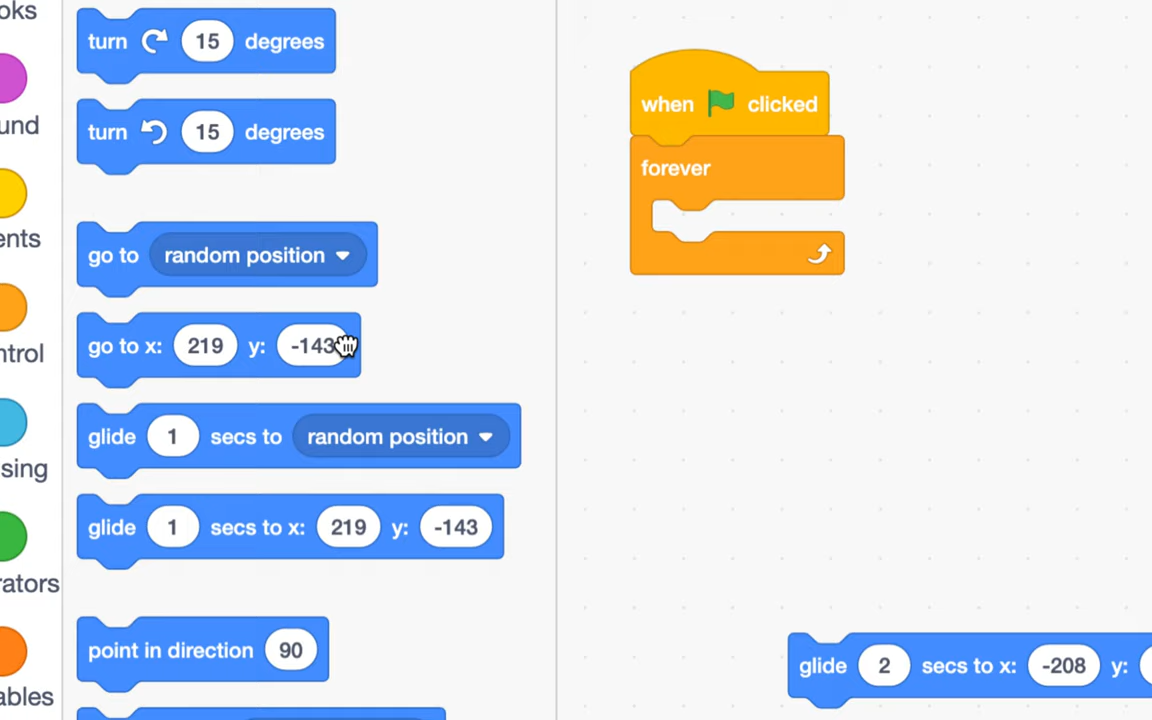 oks
und
ents
ntrol
sing
rators
ables
turn 15 degrees
turn 15 degrees
go to random position
go to x: 219 y: -143
glide 1 secs to random position
glide 1 secs to x: 219 y: -143
point in direction 90
when clicked
forever
glide 2 secs to x: -208 y: